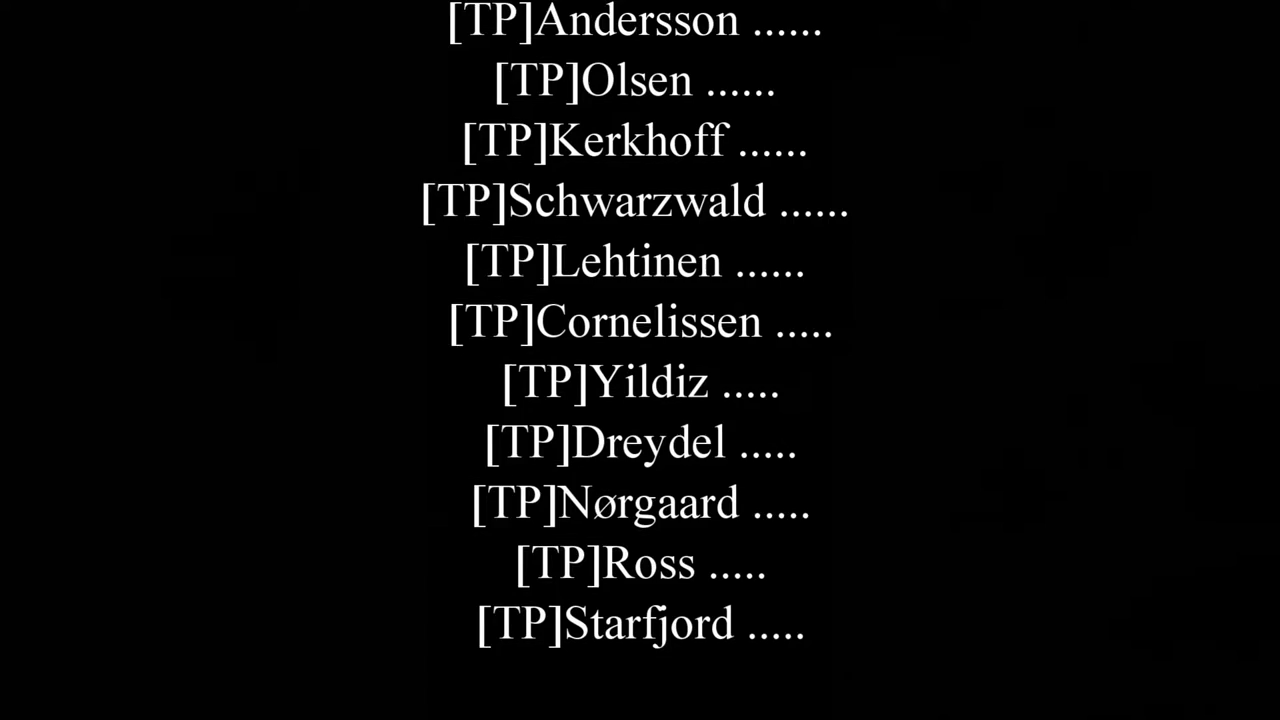 [TP]Andersson ......
[TP]Olsen ......
[TP]Kerkhoff ......
[TP]Schwarzwald ......
[TP]Lehtinen ......
[TP]Cornelissen .....
[TP]Yildiz .....
[TP]Dreydel .....
[TP]Nørgaard .....
[TP]Ross .....
[TP]Starfjord .....